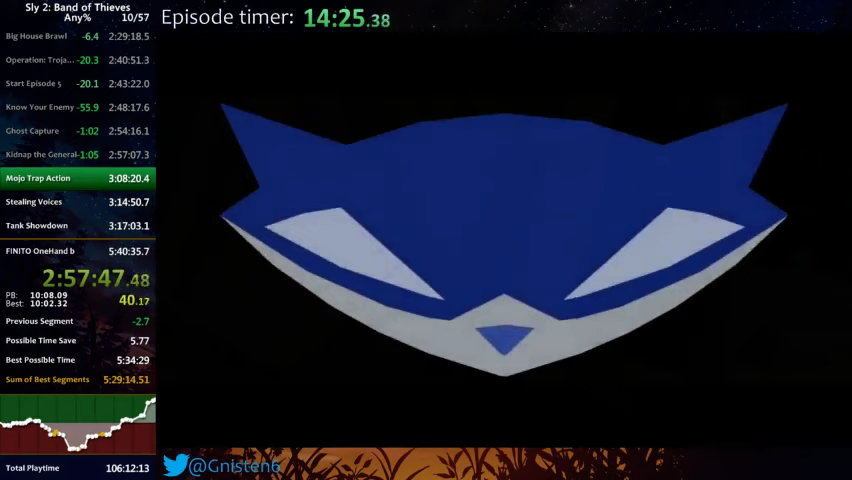 Sly 2: Band of Thieves
Any% 10/57
Episode timer: 14:25.38
Big House Brawl -6.4 2:29:18.5
Operation: Troja... -20.3 2:40:51.3
Start Episode 5 -20.1 2:43:22.0
Know Your Enemy -55.9 2:48:17.6
Ghost Capture -1:02 2:54:16.1
Kidnap the General -1:05 2:57:07.3
Mojo Trap Action 3:08:20.4
Stealing Voices 3:14:50.7
Tank Showdown 3:17:03.1
FINITO OneHand b 5:40:35.7
2:57:47.48
PB: 10:08.09 40.17
Best: 10:02.32
Previous Segment -2.7
Possible Time Save 5.77
Best Possible Time 5:34:29
Sum of Best Segments 5:29:14.51
Total Playtime 106:12:13
@Gnisten6